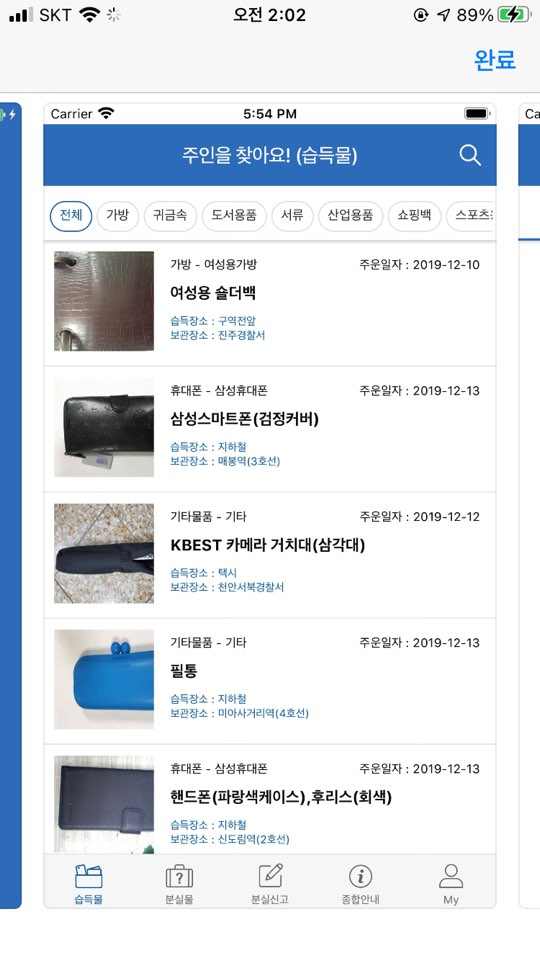 SKT 오전 2:02 89%
완료
Carrier 5:54 PM
Ca
주인을 찾아요! (습득물)
전체 가방 귀금속 도서용품 서류 산업용품 쇼핑백 스포츠
가방 - 여성용가방 주운일자 : 2019-12-10
여성용 숄더백
습득장소 : 구역전앞
보관장소 : 진주경찰서
휴대폰 - 삼성휴대폰 주운일자 : 2019-12-13
삼성스마트폰(검정커버)
습득장소 : 지하철
보관장소 : 매봉역(3호선)
기타물품 - 기타 주운일자 : 2019-12-12
KBEST 카메라 거치대(삼각대)
습득장소 : 택시
보관장소 : 천안서북경찰서
기타물품 - 기타 주운일자 : 2019-12-13
필통
습득장소 : 지하철
보관장소 : 미아사거리역(4호선)
휴대폰 - 삼성휴대폰 주운일자 : 2019-12-13
핸드폰(파랑색케이스),후리스(회색)
습득장소 : 지하철
보관장소 : 신도림역(2호선)
습득물 분실물 분실신고 종합안내 My